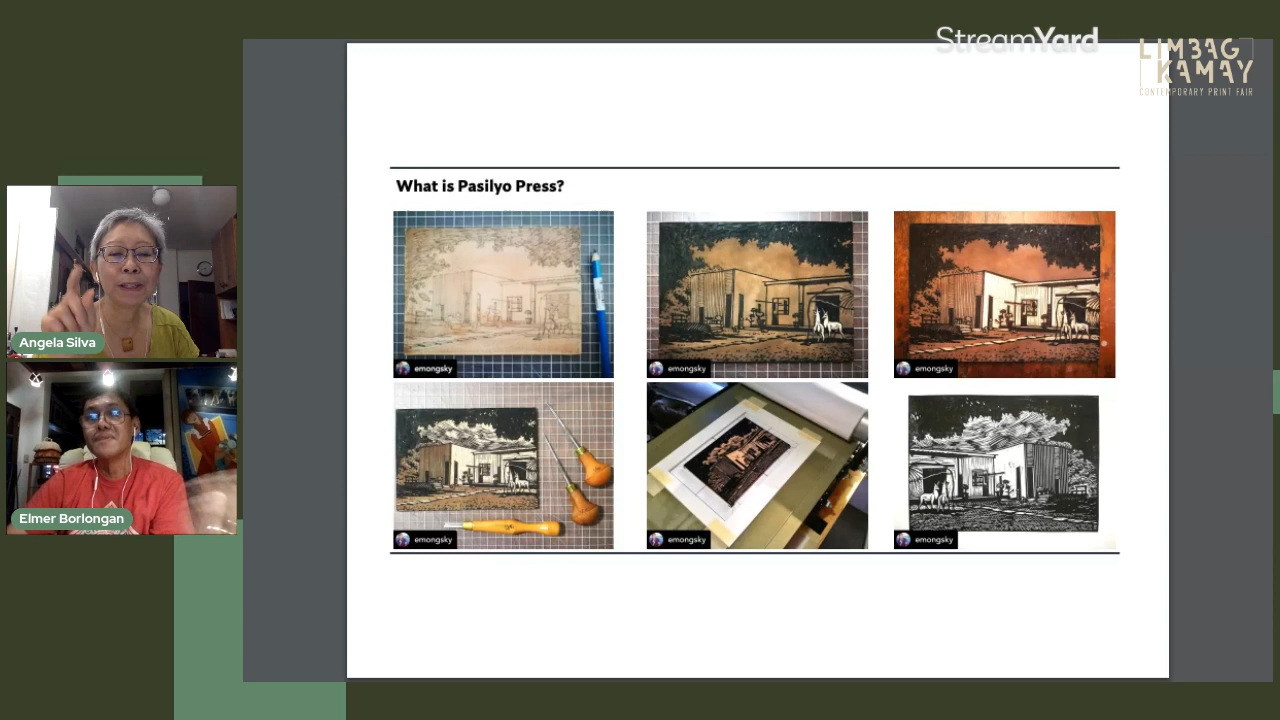 StreamYard
LIMBAG
KAMAY
CONTEMPORARY PRINT FAIR
What is Pasilyo Press?
emongsky
emongsky
emongsky
emongsky
emongsky
emongsky
Angela Silva
Elmer Borlongan